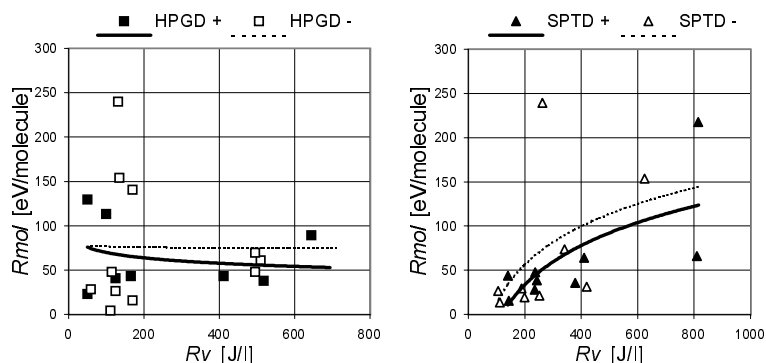 HPGD + HPGD -
300
250
200
150
100
50
0
0 200 400 600 800
Rmol [eV/molecule]
Rv [J/l]
SPTD + SPTD -
300
250
200
150
100
50
0
0 200 400 600 800 1000
Rmol [eV/molecule]
Rv [J/l]